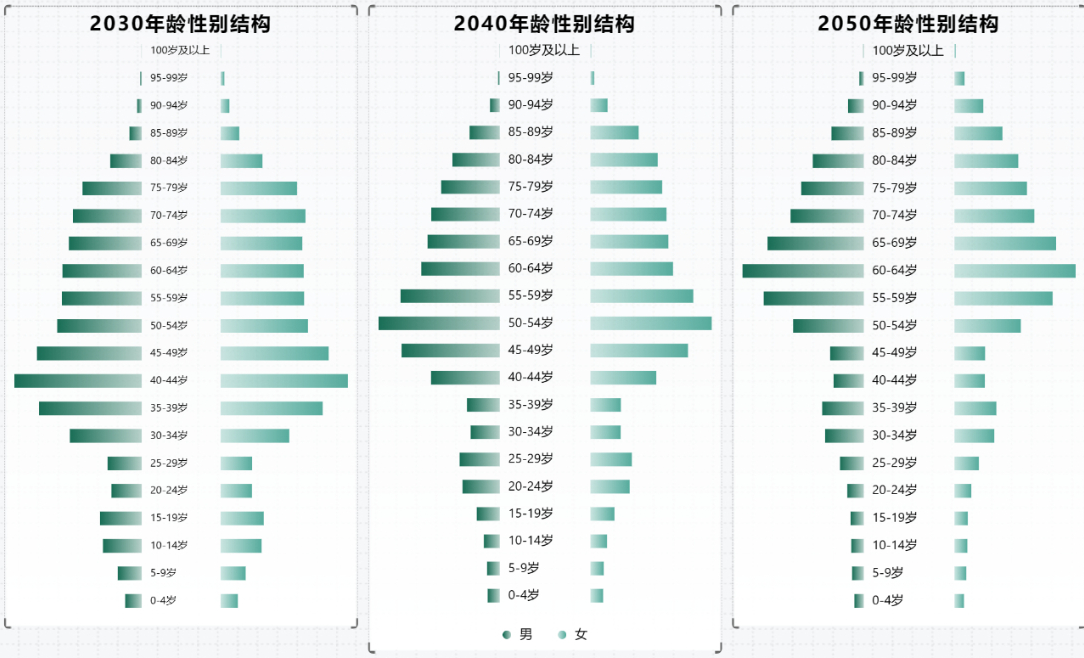 2030年龄性别结构
100岁及以上
95-99岁
90-94岁
85-89岁
80-84岁
75-79岁
70-74岁
65-69岁
60-64岁
55-59岁
50-54岁
45-49岁
40-44岁
35-39岁
30-34岁
25-29岁
20-24岁
15-19岁
10-14岁
5-9岁
0-4岁
2040年龄性别结构
100岁及以上
95-99岁
90-94岁
85-89岁
80-84岁
75-79岁
70-74岁
65-69岁
60-64岁
55-59岁
50-54岁
45-49岁
40-44岁
35-39岁
30-34岁
25-29岁
20-24岁
15-19岁
10-14岁
5-9岁
0-4岁
男 女
2050年龄性别结构
100岁及以上
95-99岁
90-94岁
85-89岁
80-84岁
75-79岁
70-74岁
65-69岁
60-64岁
55-59岁
50-54岁
45-49岁
40-44岁
35-39岁
30-34岁
25-29岁
20-24岁
15-19岁
10-14岁
5-9岁
0-4岁